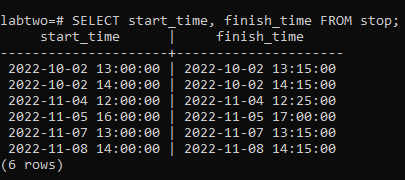 labtwo=# SELECT start_time, finish_time FROM stop;
     start_time      |     finish_time
---------------------+---------------------
 2022-10-02 13:00:00 | 2022-10-02 13:15:00
 2022-10-02 14:00:00 | 2022-10-02 14:15:00
 2022-11-04 12:00:00 | 2022-11-04 12:25:00
 2022-11-05 16:00:00 | 2022-11-05 17:00:00
 2022-11-07 13:00:00 | 2022-11-07 13:15:00
 2022-11-08 14:00:00 | 2022-11-08 14:15:00
(6 rows)